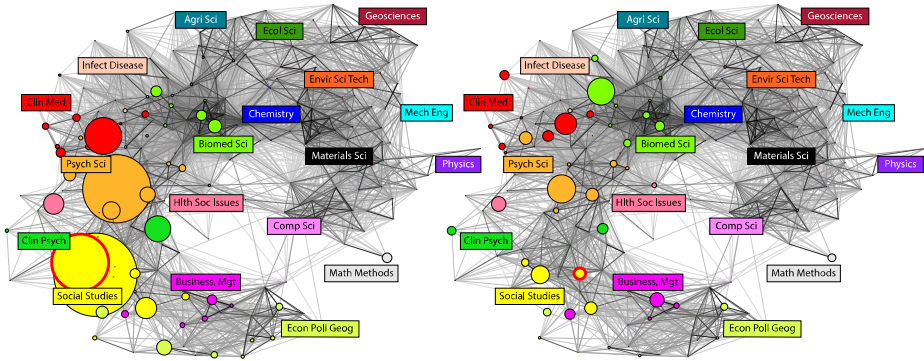 Agri Sci
Geosciences
Ecol Sci
Infect Disease
Envir Sci Tech
Clin Med
Chemistry
Mech Eng
Biomed Sci
Psych Sci
Materials Sci
Physics
Hlth Soc Issues
Comp Sci
Clin Psych
Math Methods
Business, Mgt
Social Studies
Econ Poli Geog
Agri Sci
Geosciences
Ecol Sci
Infect Disease
Envir Sci Tech
Clin Med
Chemistry
Mech Eng
Biomed Sci
Psych Sci
Materials Sci
Physics
Hlth Soc Issues
Comp Sci
Clin Psych
Math Methods
Business, Mgt
Social Studies
Econ Poli Geog